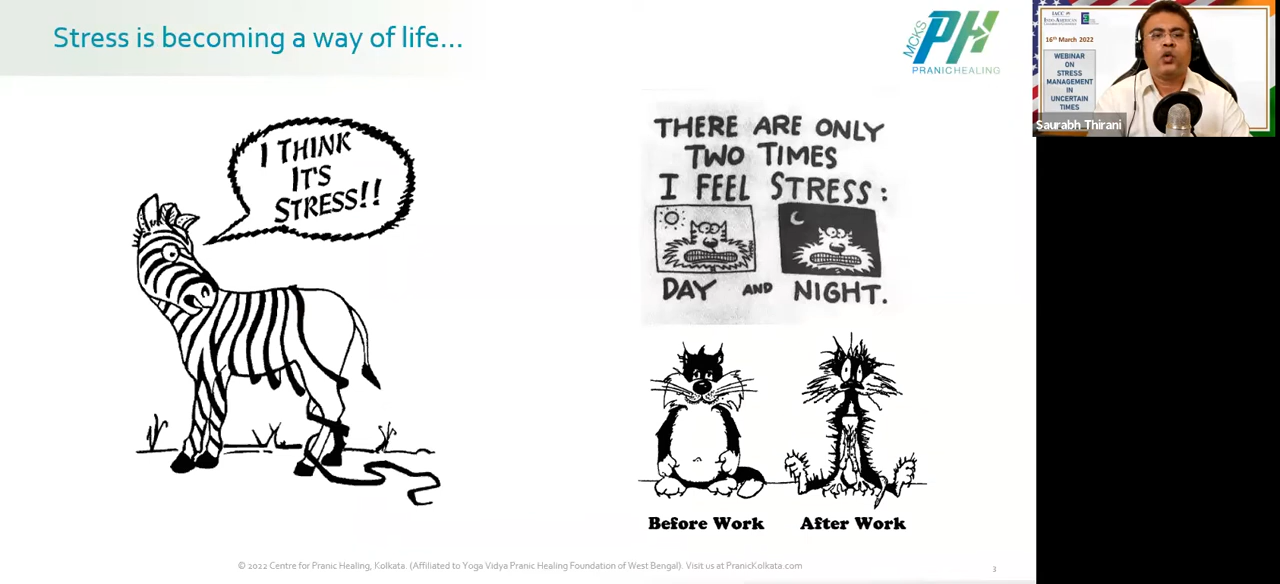 Stress is becoming a way of life...
MCKS
PH
PRANIC HEALING
I THINK
IT'S
STRESS!!
THERE ARE ONLY
TWO TIMES
I FEEL STRESS:
DAY AND NIGHT.
Before Work
After Work
© 2022 Centre for Pranic Healing, Kolkata. (Affiliated to Yoga Vidya Pranic Healing Foundation of West Bengal). Visit us at PranicKolkata.com
3
IACC
16th March 2022
WEBINAR
ON
STRESS
MANAGEMENT
IN
UNCERTAIN
TIMES
Saurabh Thirani